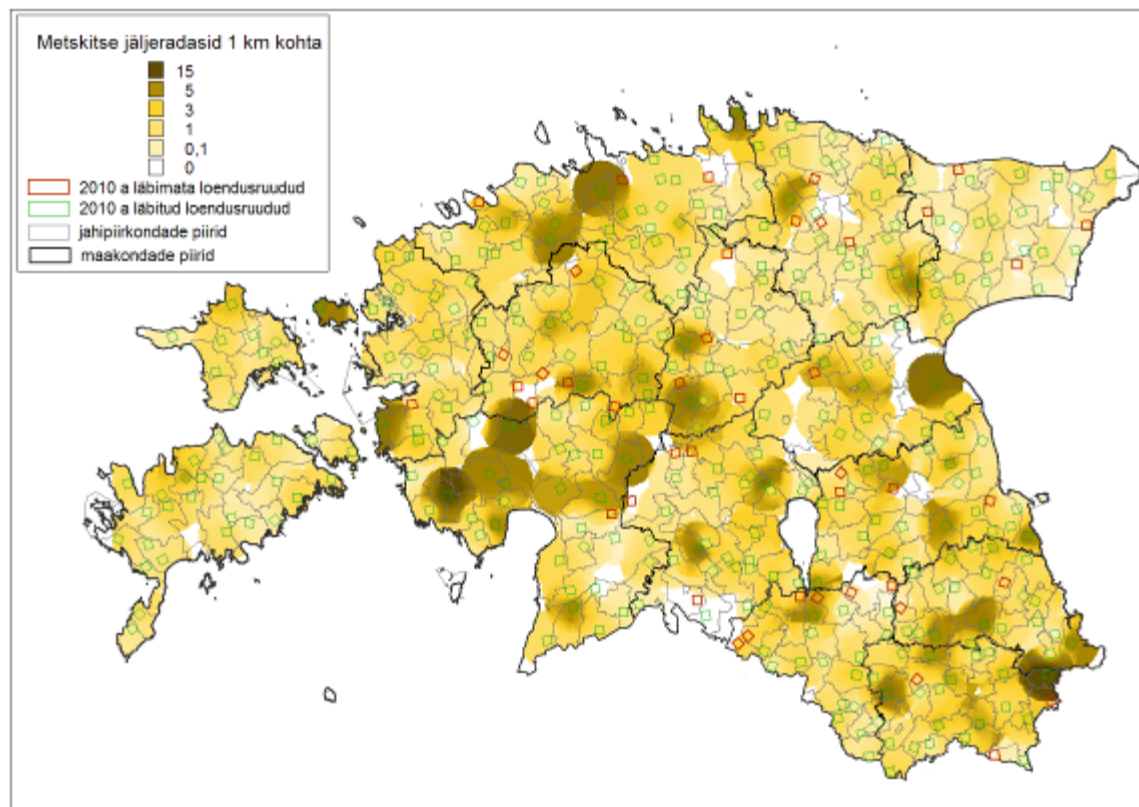 Metskitse jäljeradasid 1 km kohta
15
5
3
1
0,1
0
2010 a läbimata loendusruudud
2010 a läbitud loendusruudud
jahipiirkondade piirid
maakondade piirid